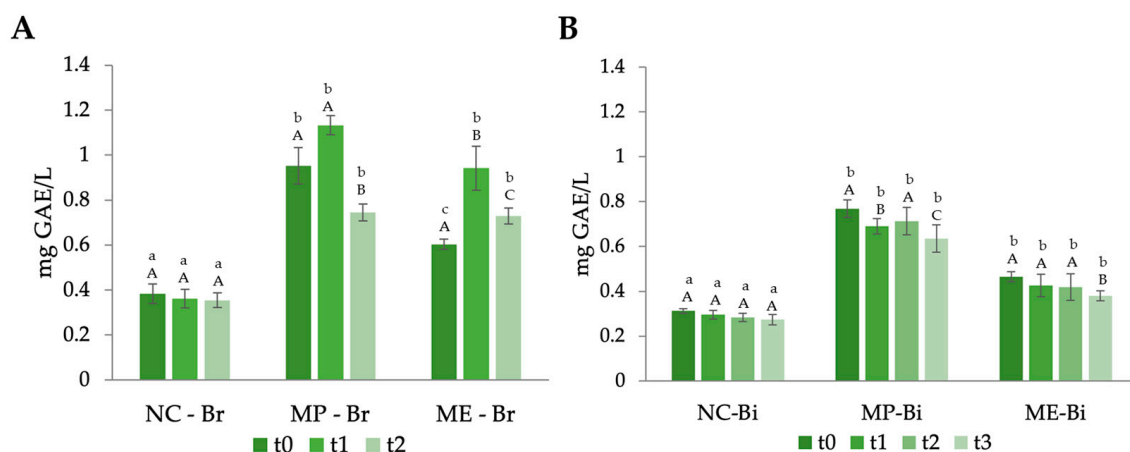 A
mg GAE/L
1.4
1.2
1
0.8
0.6
0.4
0.2
0
a a a
A A A
b b b
A A B
c b b
A B C
NC - Br MP - Br ME - Br
t0 t1 t2
B
mg GAE/L
1.4
1.2
1
0.8
0.6
0.4
0.2
0
a a a a
A A A A
b b b b
A B A C
b b b b
A A A B
NC-Bi MP-Bi ME-Bi
t0 t1 t2 t3